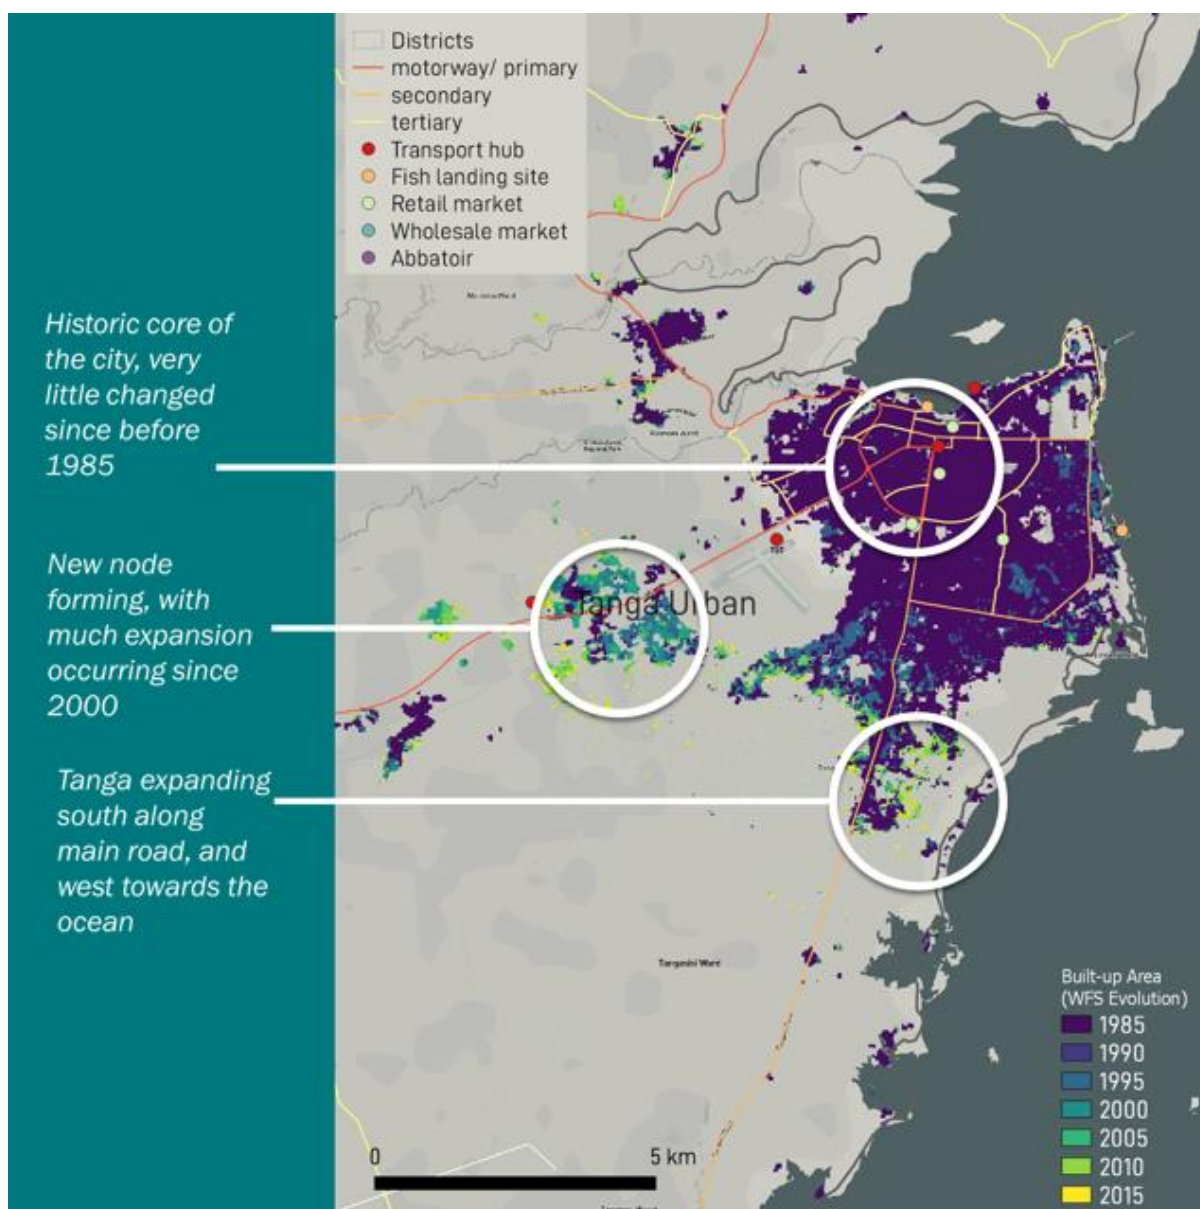 Districts
motorway/ primary
secondary
tertiary
Transport hub
Fish landing site
Retail market
Wholesale market
Abbatoir
Historic core of
the city, very
little changed
since before
1985
New node
forming, with
much expansion
occurring since
2000
Tanga expanding
south along
main road, and
west towards the
ocean
Tanga Urban
Tangasini Ward
0 5 km
Built-up Area
(WFS Evolution)
1985
1990
1995
2000
2005
2010
2015